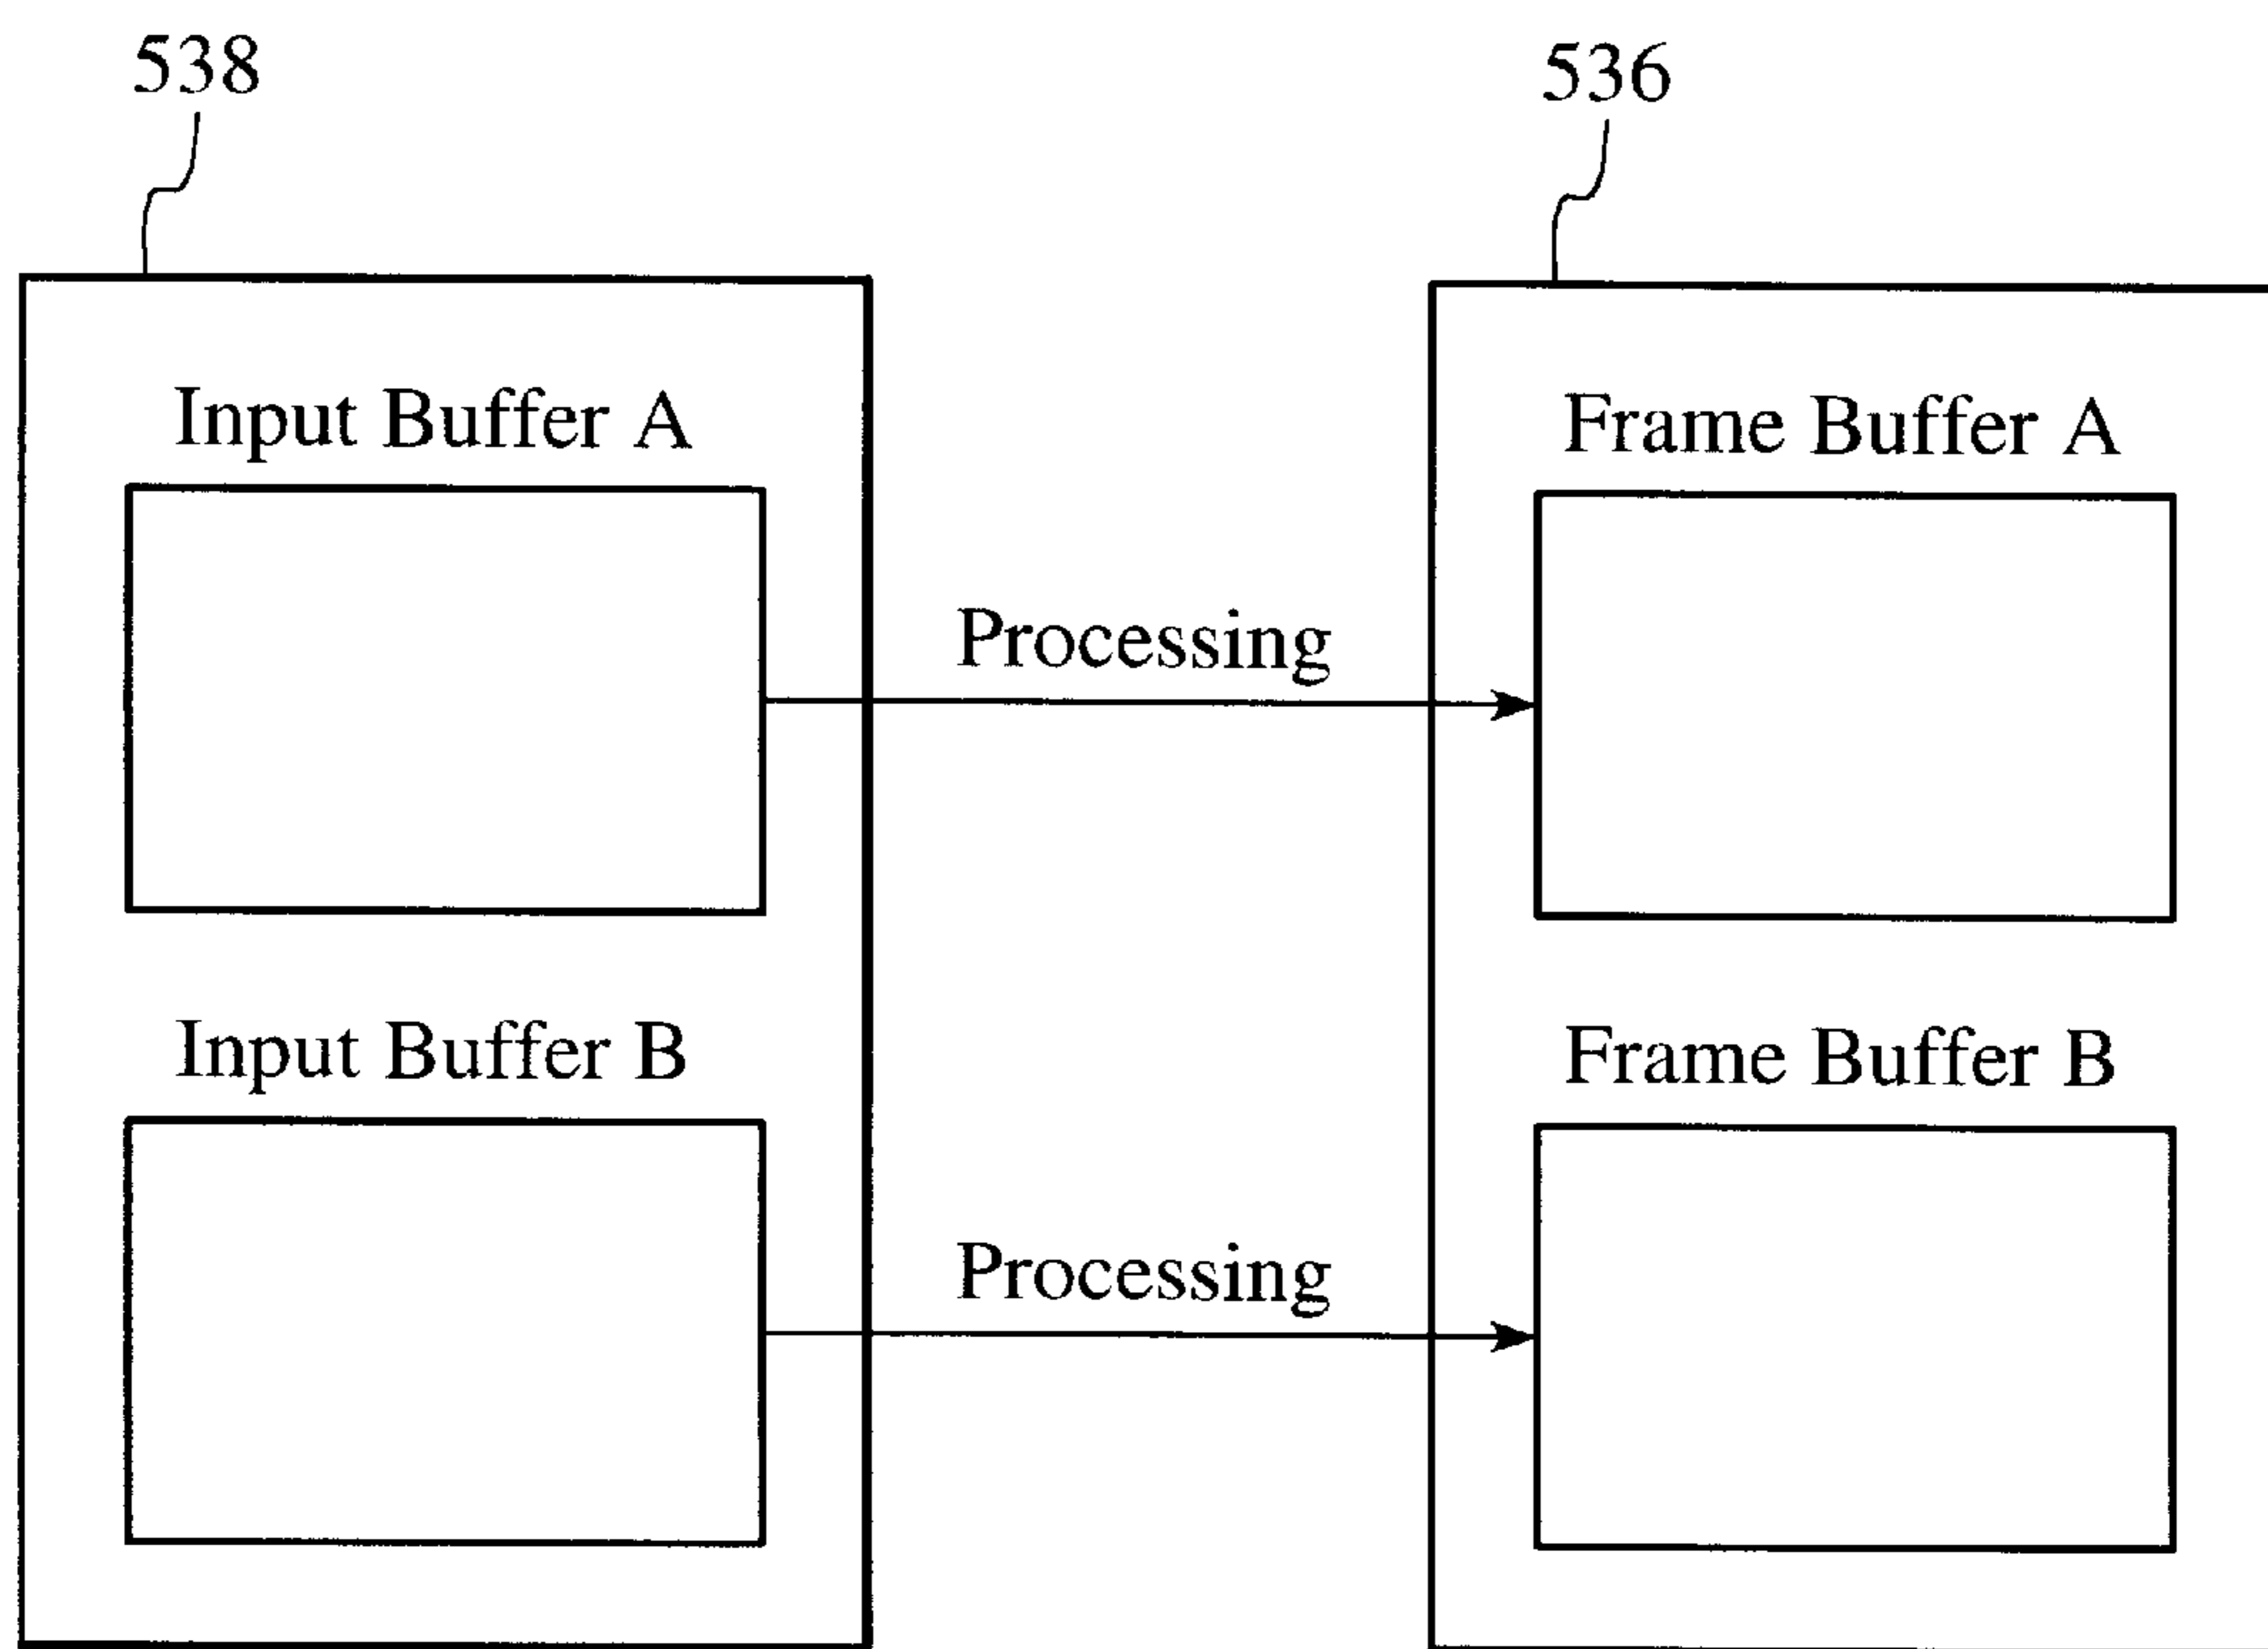 538
536
Input Buffer A
Frame Buffer A
Processing
Input Buffer B
Frame Buffer B
Processing